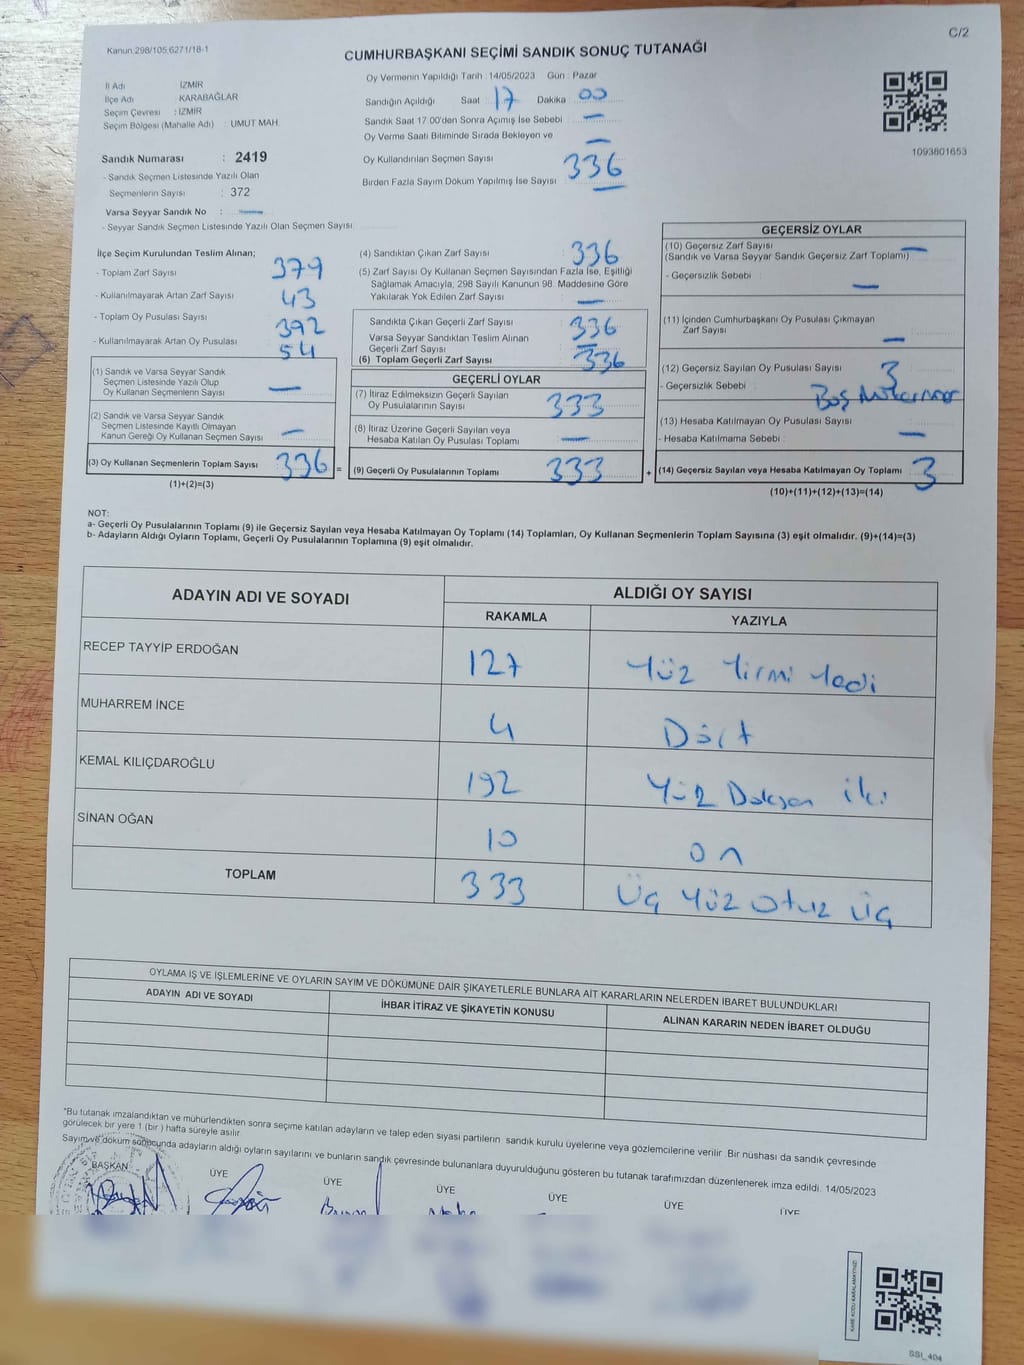 C/2
Kanun 298/105,6271/18-1
CUMHURBAŞKANI SEÇİMİ SANDIK SONUÇ TUTANAĞI
İl Adı : İZMİR
İlçe Adı : KARABAĞLAR
Seçim Çevresi : İZMİR
Seçim Bölgesi (Mahalle Adı) : UMUT MAH.
Oy Vermenin Yapıldığı Tarih : 14/05/2023 Gün : Pazar
Sandığın Açıldığı Saat 17 Dakika 00
Sandık Saat 17.00'den Sonra Açımış İse Sebebi —
Oy Verme Saati Bitiminde Sırada Bekleyen ve —
Oy Kullandırılan Seçmen Sayısı 336
Birden Fazla Sayım Döküm Yapılmış İse Sayısı —
1093601653
Sandık Numarası : 2419
- Sandık Seçmen Listesinde Yazılı Olan
Seçmenlerin Sayısı : 372
Varsa Seyyar Sandık No : —
- Seyyar Sandık Seçmen Listesinde Yazılı Olan Seçmen Sayısı
İlçe Seçim Kurulundan Teslim Alınan;
- Toplam Zarf Sayısı 379
- Kullanılmayarak Artan Zarf Sayısı 43
- Toplam Oy Pusulası Sayısı 392
- Kullanılmayarak Artan Oy Pusulası 54
(1) Sandık ve Varsa Seyyar Sandık
Seçmen Listesinde Yazılı Olup
Oy Kullanan Seçmenlerin Sayısı —
(2) Sandık ve Varsa Seyyar Sandık
Seçmen Listesinde Kayıtlı Olmayan
Kanun Gereği Oy Kullanan Seçmen Sayısı —
(3) Oy Kullanan Seçmenlerin Toplam Sayısı 336 =
(1)+(2)=(3)
(4) Sandıktan Çıkan Zarf Sayısı 336
(5) Zarf Sayısı Oy Kullanan Seçmen Sayısından Fazla İse, Eşitliği
Sağlamak Amacıyla, 298 Sayılı Kanunun 98. Maddesine Göre
Yakılarak Yok Edilen Zarf Sayısı —
Sandıkta Çıkan Geçerli Zarf Sayısı 336
Varsa Seyyar Sandıktan Teslim Alınan
Geçerli Zarf Sayısı —
(6) Toplam Geçerli Zarf Sayısı 336
GEÇERLİ OYLAR
(7) İtiraz Edilmeksizin Geçerli Sayılan
Oy Pusulalarının Sayısı 333
(8) İtiraz Üzerine Geçerli Sayılan veya
Hesaba Katılan Oy Pusulası Toplamı —
(9) Geçerli Oy Pusulalarının Toplamı 333 +
GEÇERSİZ OYLAR
(10) Geçersiz Zarf Sayısı —
(Sandık ve Varsa Seyyar Sandık Geçersiz Zarf Toplamı)
- Geçersizlik Sebebi : —
(11) İçinden Cumhurbaşkanı Oy Pusulası Çıkmayan
Zarf Sayısı —
(12) Geçersiz Sayılan Oy Pusulası Sayısı : 3
- Geçersizlik Sebebi : Boş
(13) Hesaba Katılmayan Oy Pusulası Sayısı :
- Hesaba Katılmama Sebebi : —
(14) Geçersiz Sayılan veya Hesaba Katılmayan Oy Toplamı 3
(10)+(11)+(12)+(13)=(14)
NOT:
a- Geçerli Oy Pusulalarının Toplamı (9) ile Geçersiz Sayılan veya Hesaba Katılmayan Oy Toplamı (14) Toplamları, Oy Kullanan Seçmenlerin Toplam Sayısına (3) eşit olmalıdır. (9)+(14)=(3)
b- Adayların Aldığı Oyların Toplamı, Geçerli Oy Pusulalarının Toplamına (9) eşit olmalıdır.
ADAYIN ADI VE SOYADI ALDIĞI OY SAYISI
RAKAMLA YAZIYLA
RECEP TAYYİP ERDOĞAN 127 Yüz Yirmi Yedi
MUHARREM İNCE 4 Dört
KEMAL KILIÇDAROĞLU 192 Yüz Doksan iki
SİNAN OĞAN 10 on
TOPLAM 333 Üç Yüz Otuz Üç
OYLAMA İŞ VE İŞLEMLERİNE VE OYLARIN SAYIM VE DÖKÜMÜNE DAİR ŞİKAYETLERLE BUNLARA AİT KARARLARIN NELERDEN İBARET BULUNDUKLARI
ADAYIN ADI VE SOYADI İHBAR İTİRAZ VE ŞİKAYETİN KONUSU ALINAN KARARIN NEDEN İBARET OLDUĞU
"Bu tutanak imzalandıktan ve mühürlendikten sonra seçime katılan adayların ve talep eden siyasi partilerin sandık kurulu üyelerine veya gözlemcilerine verilir. Bir nüshası da sandık çevresinde
görülecek bir yere 1 (bir) hafta süreyle asılır.
Sayım ve döküm sonucunda adayların aldığı oyların sayılarını ve bunların sandık çevresinde bulunanlara duyurulduğunu gösteren bu tutanak tarafımızdan düzenlenerek imza edildi. 14/05/2023
BAŞKAN ÜYE ÜYE ÜYE ÜYE ÜYE ÜYE
KARE KODU KARALAMAYINIZ!
SSI_404